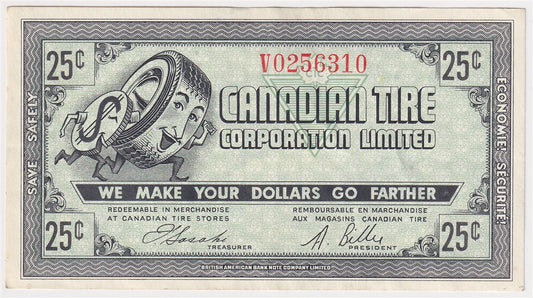 25¢ V0256310 25¢
SAVE SAFELY
ECONOMIE SÉCURITÉ
$
CANADIAN TIRE
CORPORATION LIMITED
WE MAKE YOUR DOLLARS GO FARTHER
REDEEMABLE IN MERCHANDISE
AT CANADIAN TIRE STORES
REMBOURSABLE EN MARCHANDISE
AUX MAGASINS CANADIAN TIRE
25¢ 25¢
TREASURER
A. Billes
PRESIDENT
BRITISH AMERICAN BANK NOTE COMPANY LIMITED